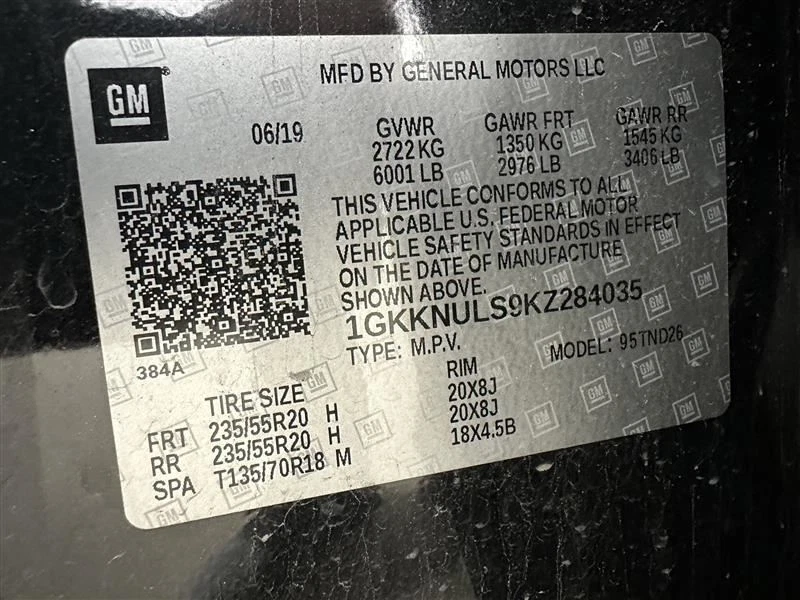 GM
MFD BY GENERAL MOTORS LLC
06/19
GVWR GAWR FRT GAWR RR
2722 KG 1350 KG 1545 KG
6001 LB 2976 LB 3406 LB
THIS VEHICLE CONFORMS TO ALL
APPLICABLE U.S. FEDERAL MOTOR
VEHICLE SAFETY STANDARDS IN EFFECT
ON THE DATE OF MANUFACTURE
SHOWN ABOVE.
1GKKNULS9KZ284035
TYPE: M.P.V. MODEL: 95TND26
384A
TIRE SIZE RIM
FRT 235/55R20 H 20X8J
RR 235/55R20 H 20X8J
SPA T135/70R18 M 18X4.5B